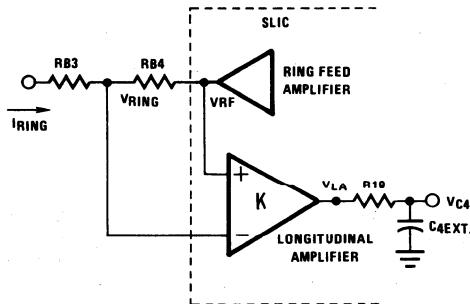 SLIC
RB3
RB4
RING FEED
AMPLIFIER
VRING
VRF
IRING
+
K
−
VLA
R19
VC4
C4EXT.
LONGITUDINAL
AMPLIFIER